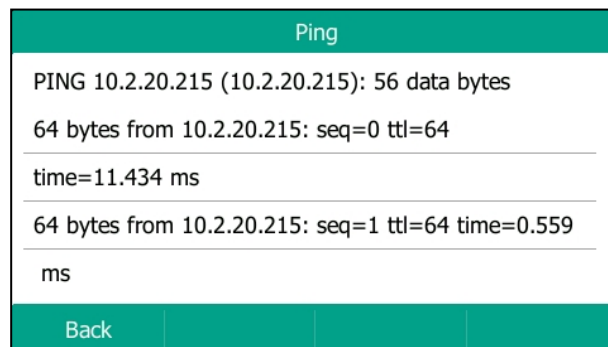 Ping
PING 10.2.20.215 (10.2.20.215): 56 data bytes
64 bytes from 10.2.20.215: seq=0 ttl=64
time=11.434 ms
64 bytes from 10.2.20.215: seq=1 ttl=64 time=0.559
ms
Back